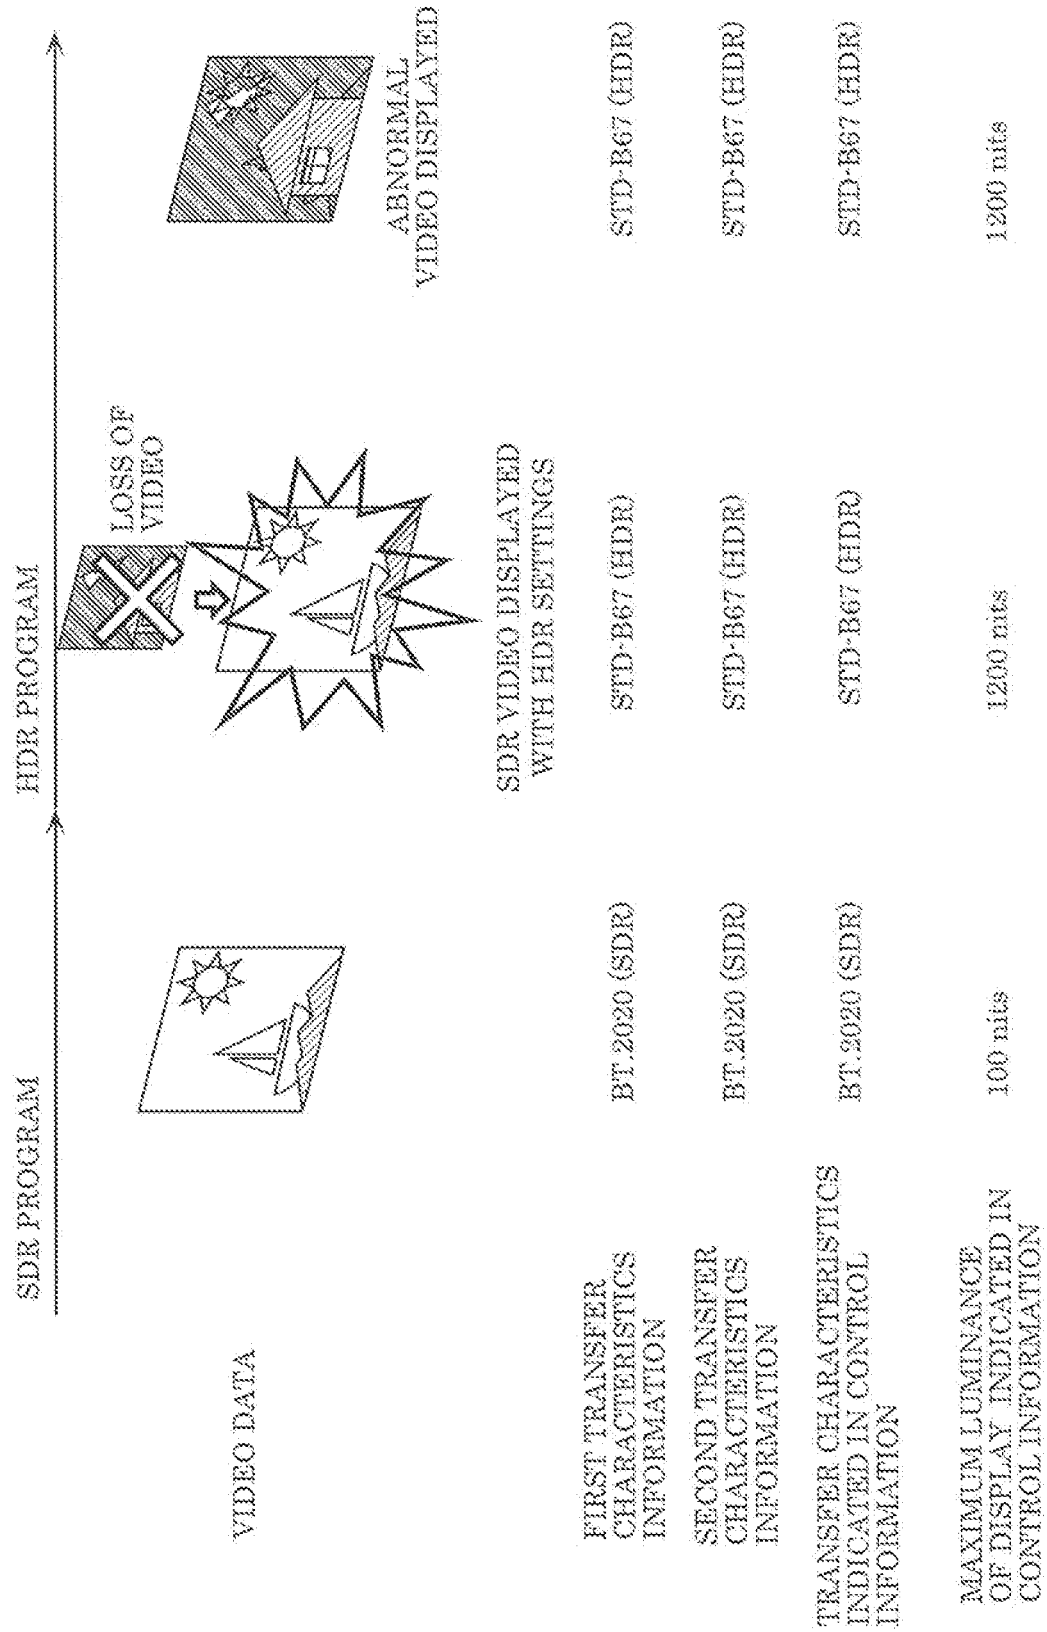 SDR PROGRAM
HDR PROGRAM
VIDEO DATA
LOSS OF
VIDEO
SDR VIDEO DISPLAYED
WITH HDR SETTINGS
ABNORMAL
VIDEO DISPLAYED
FIRST TRANSFER
CHARACTERISTICS
INFORMATION
BT.2020 (SDR)
STD-B67 (HDR)
STD-B67 (HDR)
SECOND TRANSFER
CHARACTERISTICS
INFORMATION
BT.2020 (SDR)
STD-B67 (HDR)
STD-B67 (HDR)
TRANSFER CHARACTERISTICS
INDICATED IN CONTROL
INFORMATION
BT.2020 (SDR)
STD-B67 (HDR)
STD-B67 (HDR)
MAXIMUM LUMINANCE
OF DISPLAY INDICATED IN
CONTROL INFORMATION
100 nits
1200 nits
1200 nits